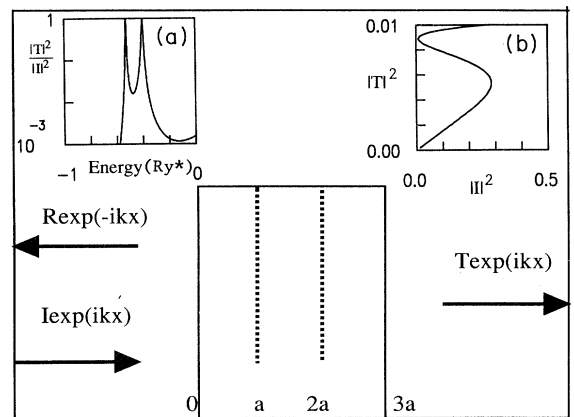 1
(a)
|T|²
|I|²
10⁻³
-1 Energy(Ry*) 0
0.01
(b)
|T|²
0.00
0.0 |I|² 0.5
Rexp(-ikx)
Iexp(ikx)
Texp(ikx)
0 a 2a 3a